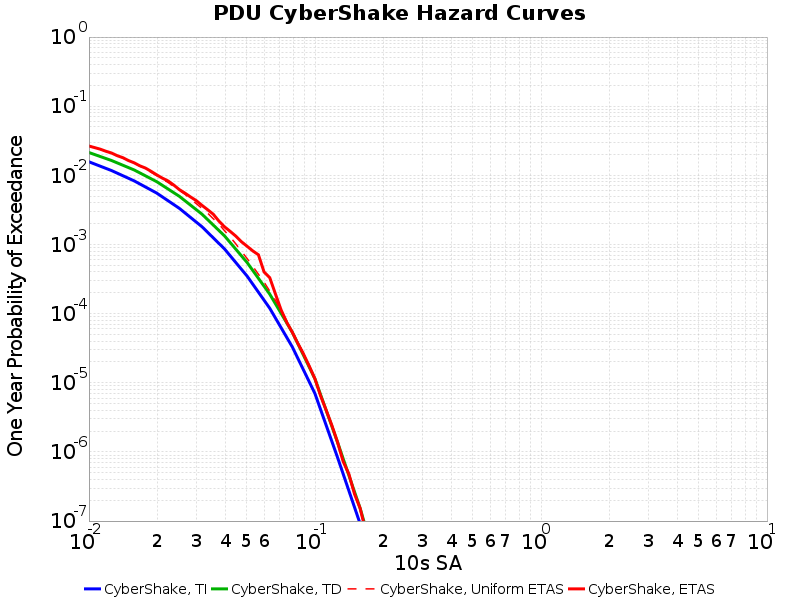 PDU CyberShake Hazard Curves
One Year Probability of Exceedance
10^0
10^-1
10^-2
10^-3
10^-4
10^-5
10^-6
10^-7
10^-2 2 3 4 5 6 10^-1 2 3 4 5 6 7 10^0 2 3 4 5 6 7 10^1
10s SA
CyberShake, TI CyberShake, TD CyberShake, Uniform ETAS CyberShake, ETAS